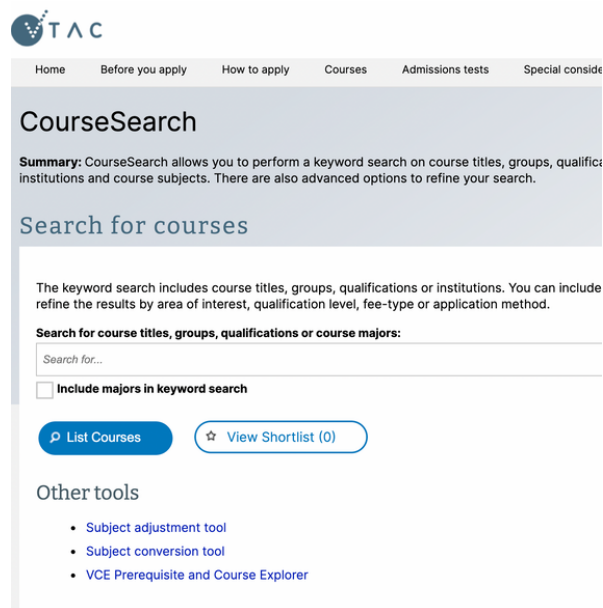 VTAC
Home Before you apply How to apply Courses Admissions tests Special
CourseSearch
Summary: CourseSearch allows you to perform a keyword search on course titles, groups,
institutions and course subjects. There are also advanced options to refine your search.
Search for courses
The keyword search includes course titles, groups, qualifications or institutions. You can include
refine the results by area of interest, qualification level, fee-type or application method.
Search for course titles, groups, qualifications or course majors:
Search for...
Include majors in keyword search
List Courses View Shortlist (0)
Other tools
• Subject adjustment tool
• Subject conversion tool
• VCE Prerequisite and Course Explorer